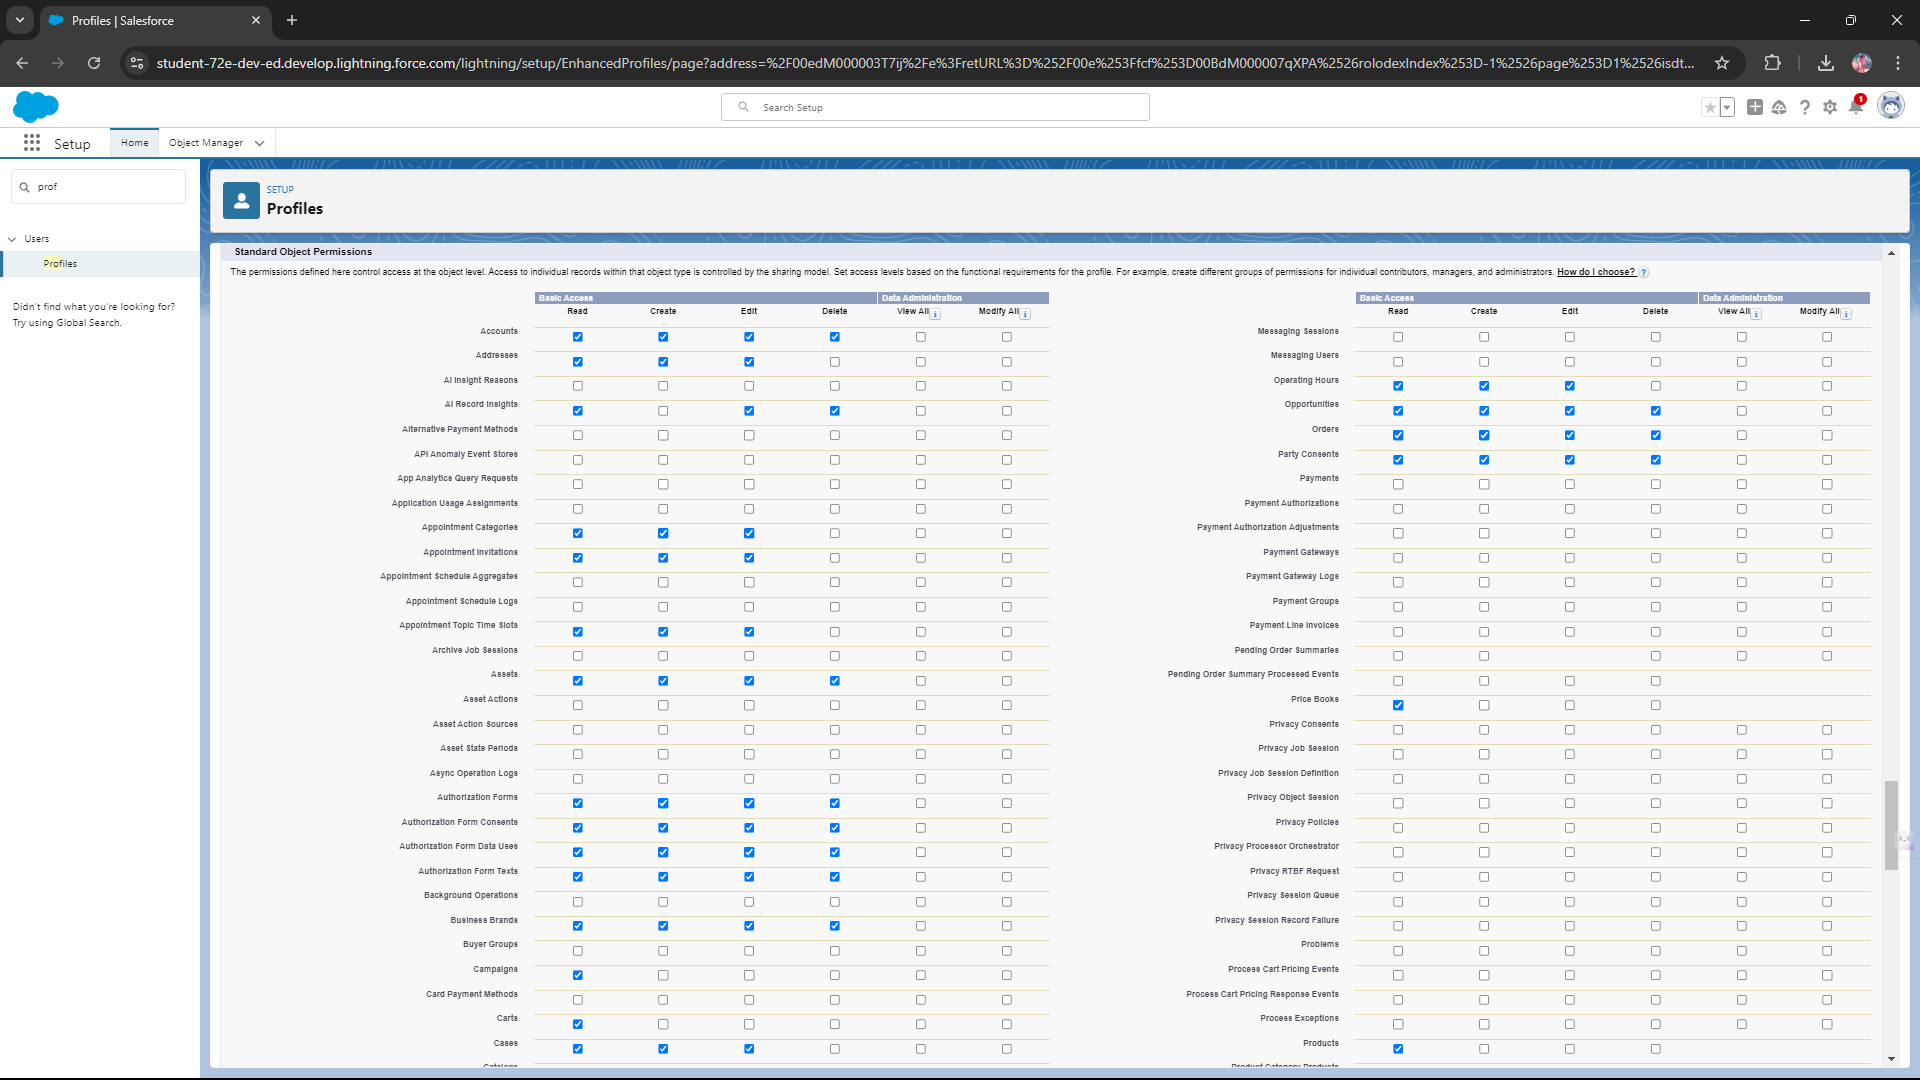 Profiles | Salesforce
student-72e-dev-ed.develop.lightning.force.com/lightning/setup/EnhancedProfiles/page?address=%2F00edM000003T7ij%2Fe%3FretURL%3D%252F00e%253Ffcf%253D00BdM000007qXPA%2526rolodexIndex%253D-1%2526page%253D1%2526isdt...
Search Setup
1
Setup
Home
Object Manager
prof
Users
Profiles
Didn't find what you're looking for?
Try using Global Search.
SETUP
Profiles
Standard Object Permissions
The permissions defined here control access at the object level. Access to individual records within that object type is controlled by the sharing model. Set access levels based on the functional requirements for the profile. For example, create different groups of permissions for individual contributors, managers, and administrators. How do I choose? ?
Basic Access Data Administration
Read Create Edit Delete View All i Modify All i
Accounts
Addresses
AI Insight Reasons
AI Record Insights
Alternative Payment Methods
API Anomaly Event Stores
App Analytics Query Requests
Application Usage Assignments
Appointment Categories
Appointment Invitations
Appointment Schedule Aggregates
Appointment Schedule Logs
Appointment Topic Time Slots
Archive Job Sessions
Assets
Asset Actions
Asset Action Sources
Asset State Periods
Async Operation Logs
Authorization Forms
Authorization Form Consents
Authorization Form Data Uses
Authorization Form Texts
Background Operations
Business Brands
Buyer Groups
Campaigns
Card Payment Methods
Carts
Cases
Catalogs
Basic Access Data Administration
Read Create Edit Delete View All i Modify All i
Messaging Sessions
Messaging Users
Operating Hours
Opportunities
Orders
Party Consents
Payments
Payment Authorizations
Payment Authorization Adjustments
Payment Gateways
Payment Gateway Logs
Payment Groups
Payment Line Invoices
Pending Order Summaries
Pending Order Summary Processed Events
Price Books
Privacy Consents
Privacy Job Session
Privacy Job Session Definition
Privacy Object Session
Privacy Policies
Privacy Processor Orchestrator
Privacy RTBF Request
Privacy Session Queue
Privacy Session Record Failure
Problems
Process Cart Pricing Events
Process Cart Pricing Response Events
Process Exceptions
Products
Product Category Products